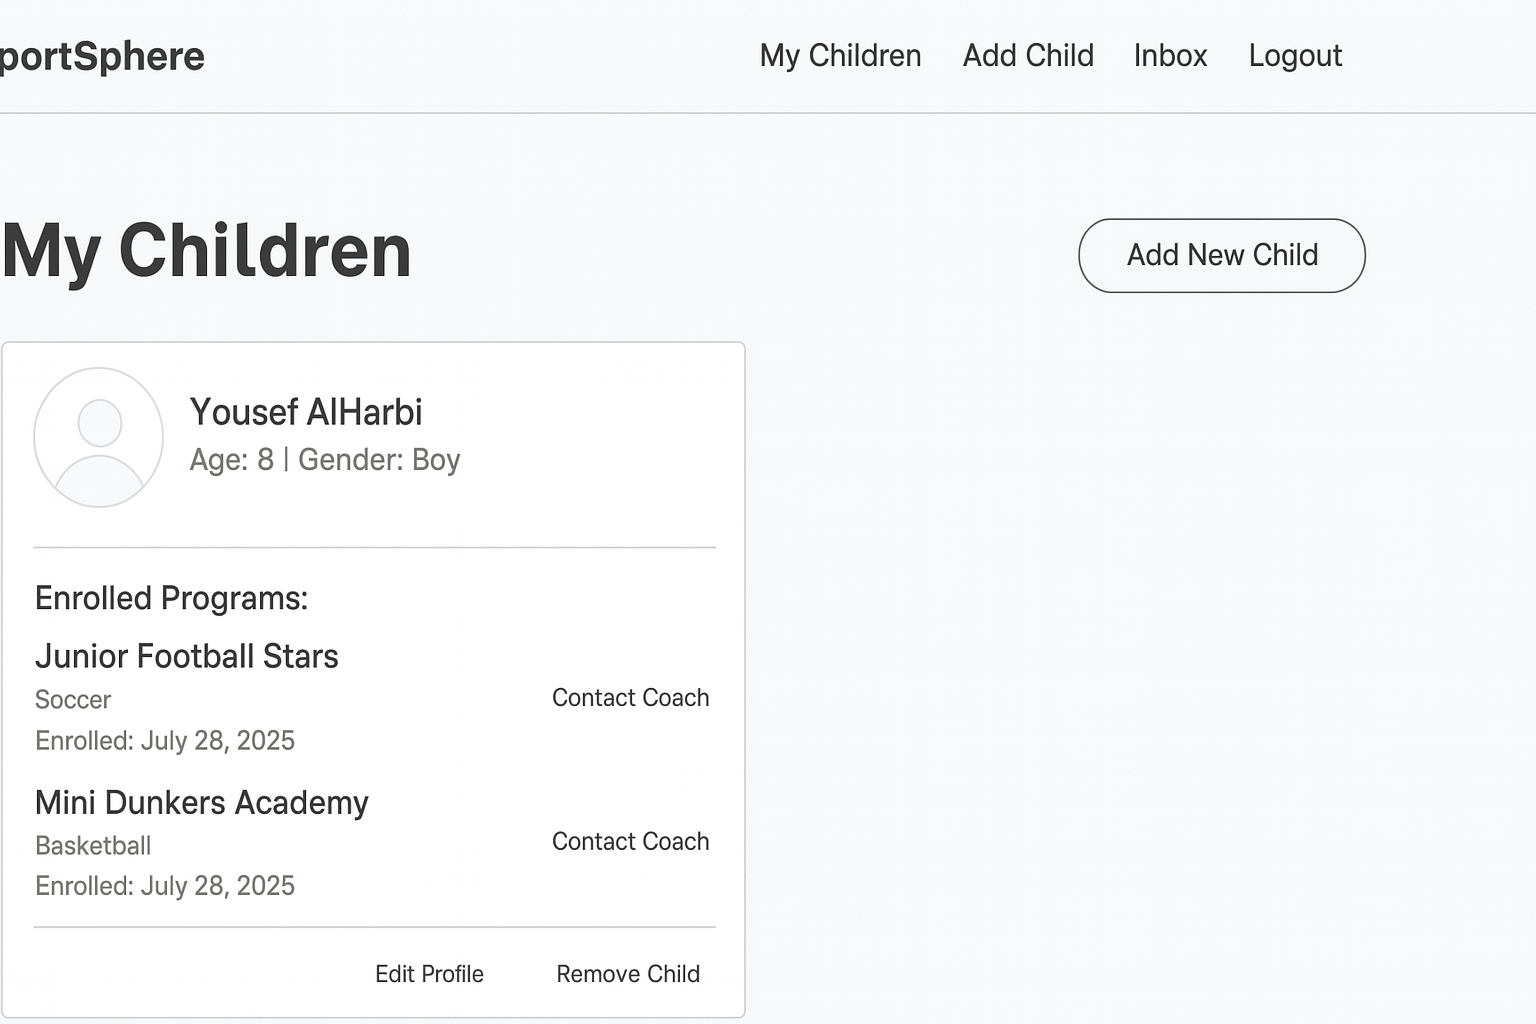 portSphere
My Children Add Child Inbox Logout
My Children
Add New Child
Yousef AlHarbi
Age: 8 | Gender: Boy
Enrolled Programs:
Junior Football Stars
Soccer
Contact Coach
Enrolled: July 28, 2025
Mini Dunkers Academy
Basketball
Contact Coach
Enrolled: July 28, 2025
Edit Profile Remove Child